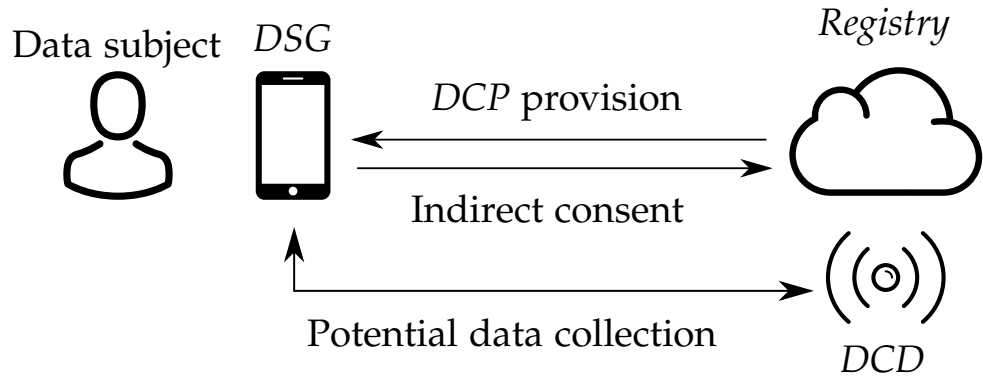 Data subject
DSG
Registry
DCP provision
Indirect consent
Potential data collection
DCD